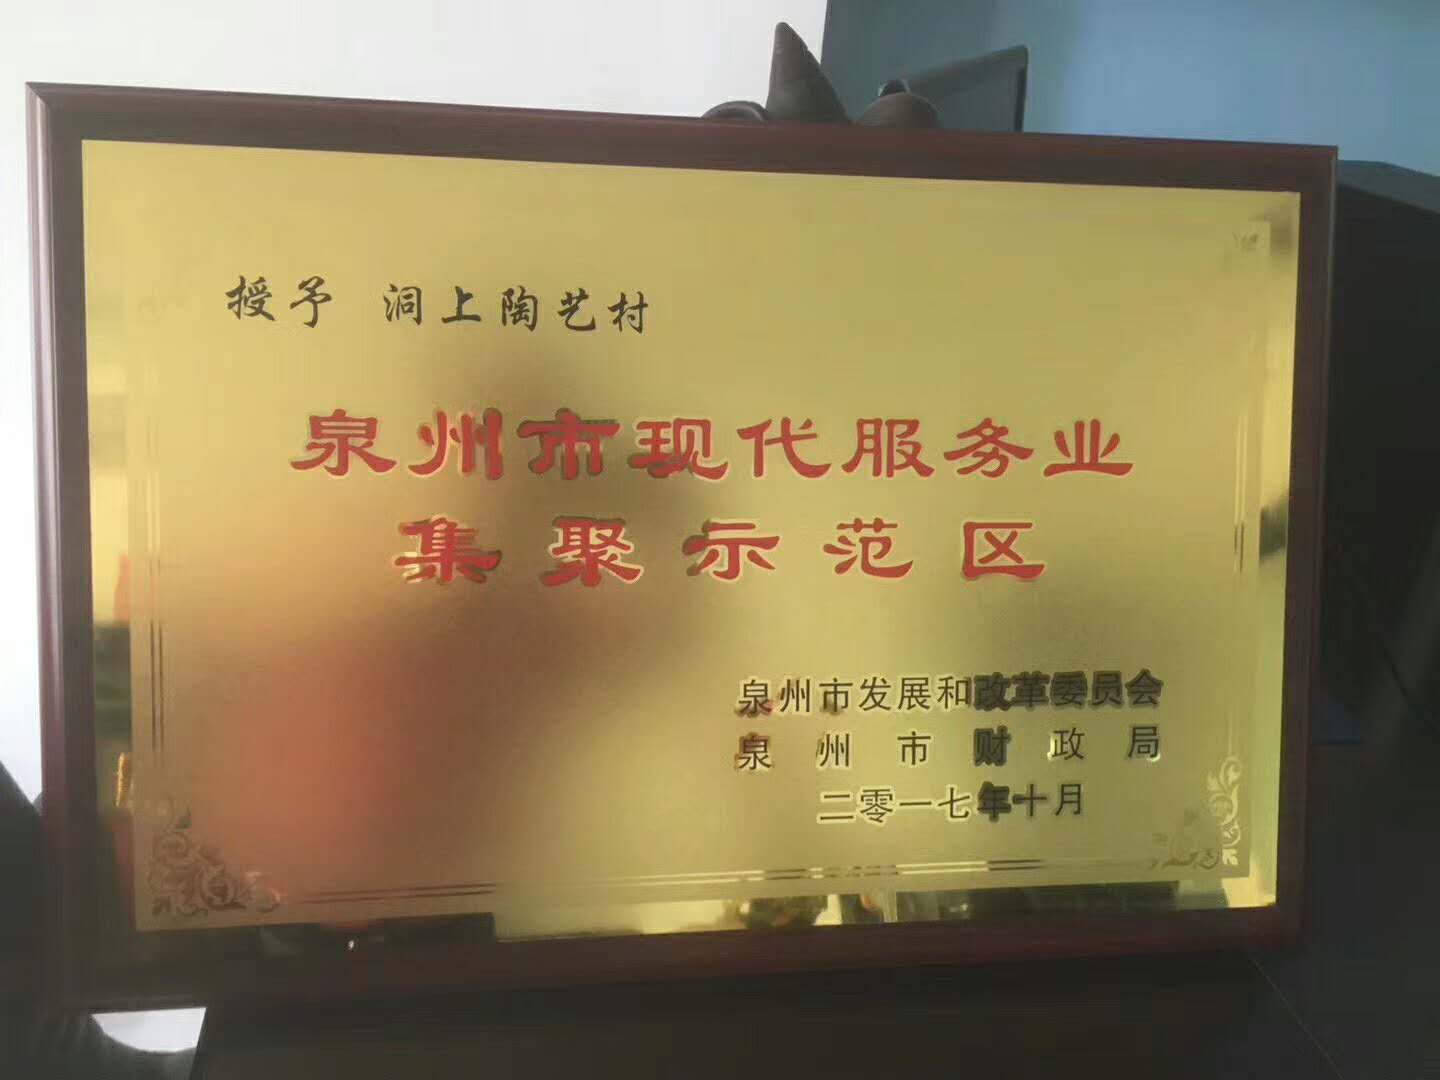 授予 洞上陶艺村
泉州市现代服务业
集聚示范区
泉州市发展和改革委员会
泉州市财政局
二零一七年十月